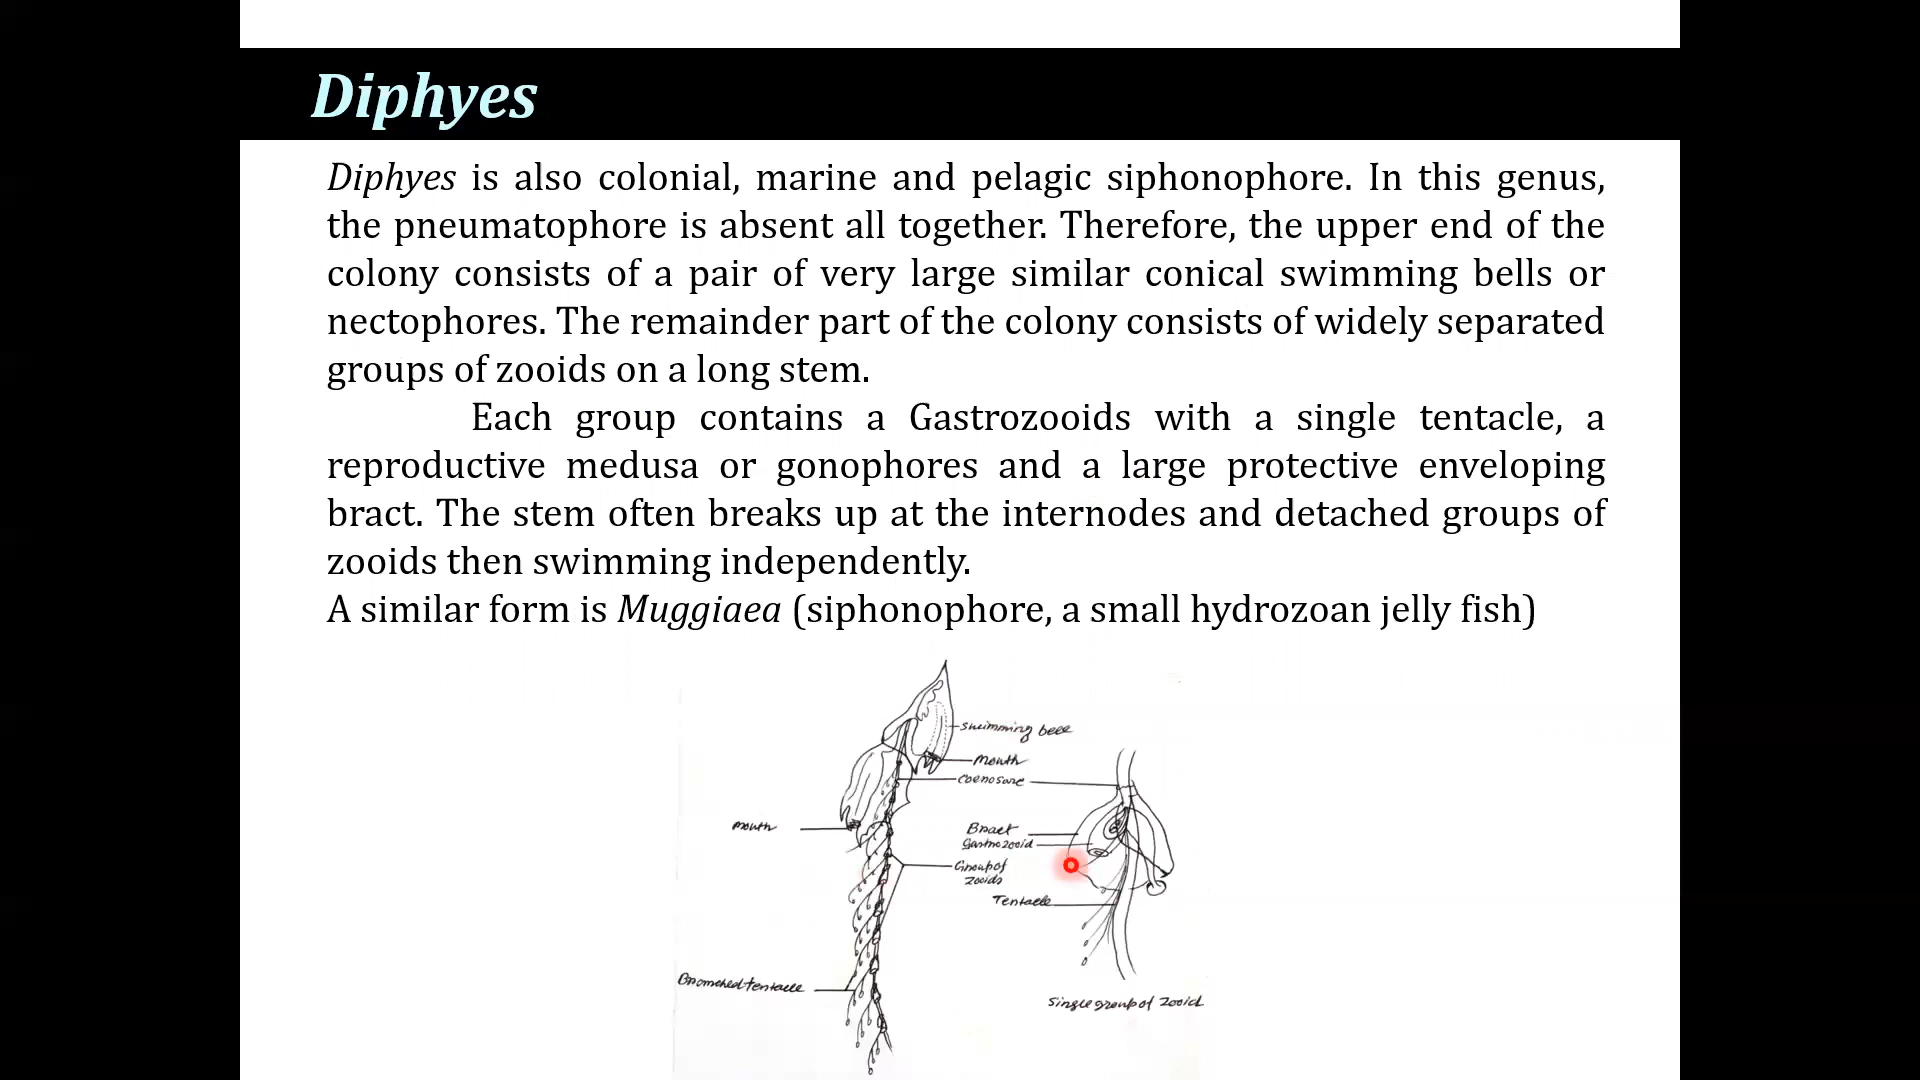 Diphyes
Diphyes is also colonial, marine and pelagic siphonophore. In this genus,
the pneumatophore is absent all together. Therefore, the upper end of the
colony consists of a pair of very large similar conical swimming bells or
nectophores. The remainder part of the colony consists of widely separated
groups of zooids on a long stem.
Each group contains a Gastrozooids with a single tentacle, a
reproductive medusa or gonophores and a large protective enveloping
bract. The stem often breaks up at the internodes and detached groups of
zooids then swimming independently.
A similar form is Muggiaea (siphonophore, a small hydrozoan jelly fish)
swimming bell
Mouth
Coenosarc
Mouth
Bract
Gastrozooid
Group of
zooids
Tentacle
Branched tentacle
Single group of zooid